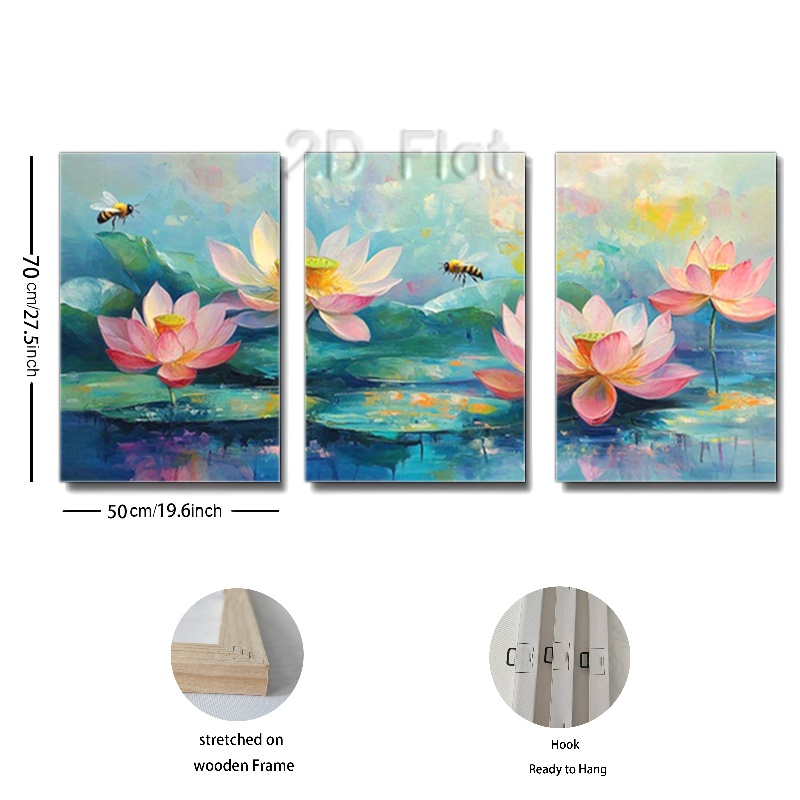 2D Flat
70 cm/27.5inch
50 cm/19.6inch
stretched on
wooden Frame
Hook
Ready to Hang